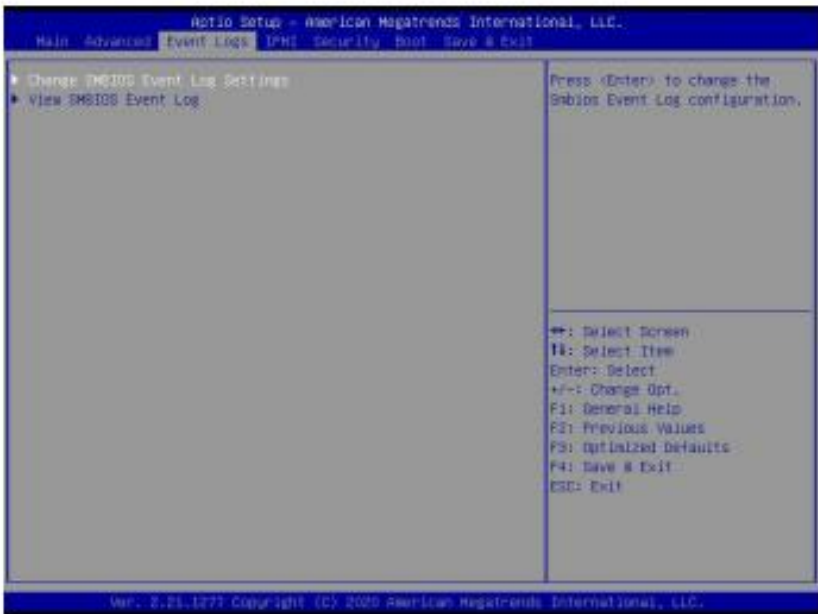 Aptio Setup – American Megatrends International, LLC.
Main Advanced Event Logs IPMI Security Boot Save & Exit
Change SMBIOS Event Log Settings
View SMBIOS Event Log
Press <Enter> to change the
Smbios Event Log configuration.
↔: Select Screen
↑↓: Select Item
Enter: Select
+/-: Change Opt.
F1: General Help
F2: Previous Values
F3: Optimized Defaults
F4: Save & Exit
ESC: Exit
Ver. 2.21.1277 Copyright (C) 2020 American Megatrends International, LLC.